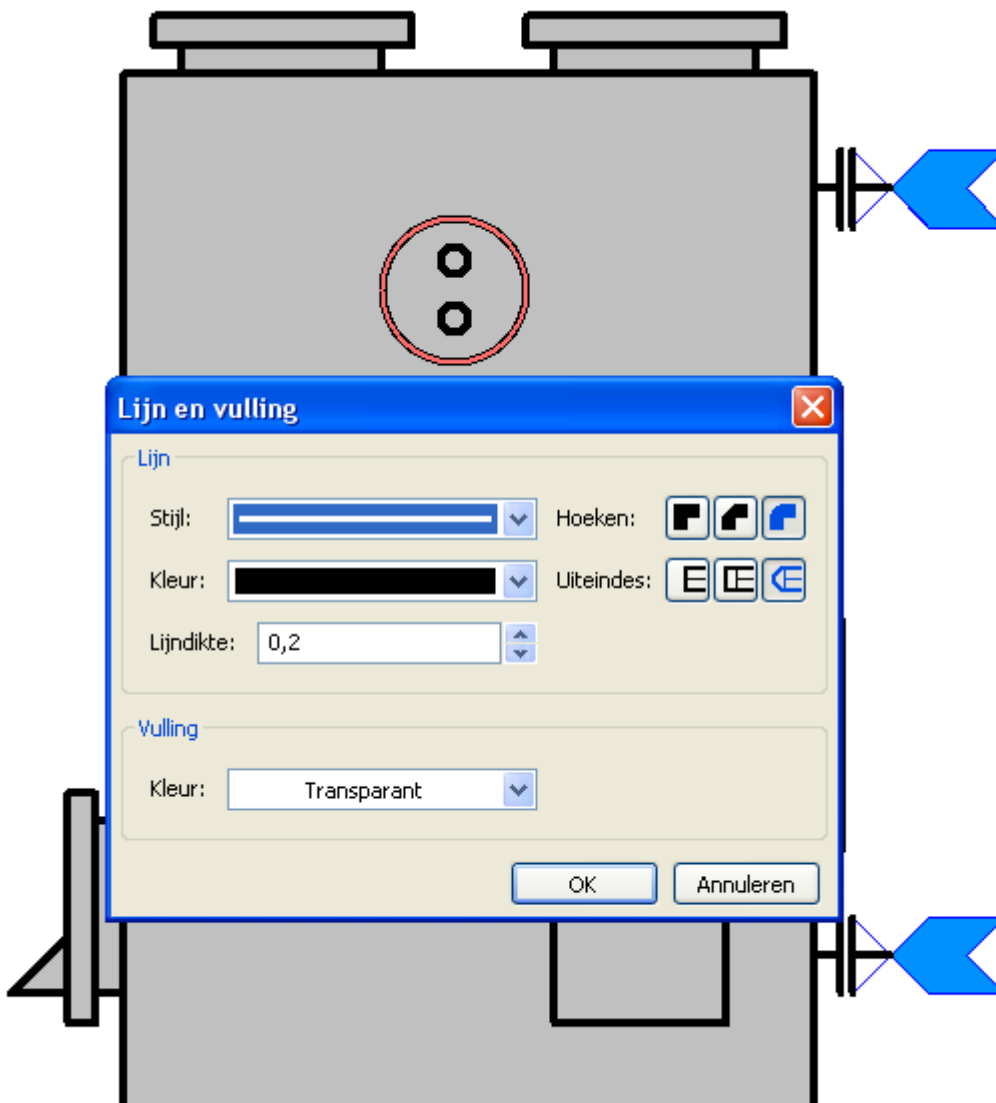 Lijn en vulling
Lijn
Stijl:
Hoeken:
Kleur:
Uiteindes:
Lijndikte: 0,2
Vulling
Kleur: Transparant
OK Annuleren